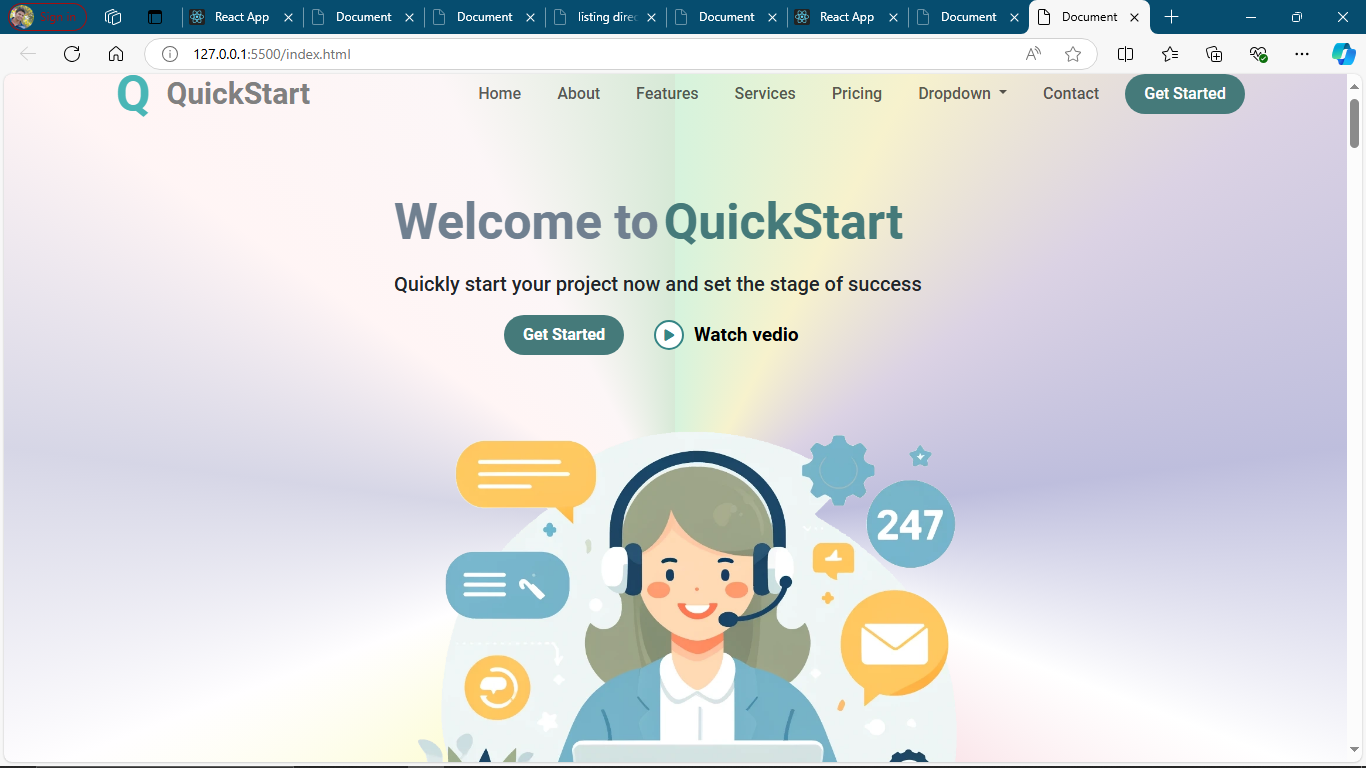 Sign in
React App
Document
Document
listing direc
Document
React App
Document
Document
127.0.0.1:5500/index.html
Q QuickStart
Home About Features Services Pricing Dropdown Contact Get Started
Welcome to QuickStart
Quickly start your project now and set the stage of success
Get Started Watch vedio
247